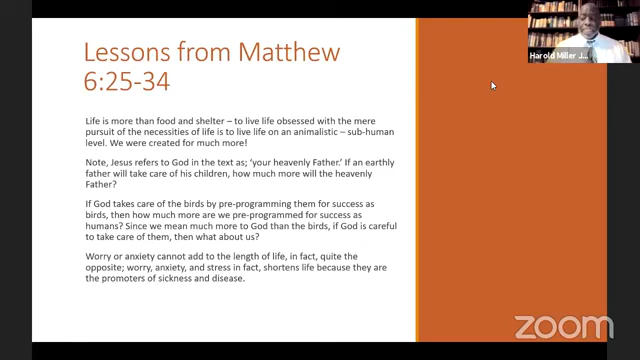 Lessons from Matthew
6:25-34
Life is more than food and shelter – to live life obsessed with the mere
pursuit of the necessities of life is to live life on an animalistic – sub-human
level. We were created for much more!
Note, Jesus refers to God in the text as; 'your heavenly Father.' If an earthly
father will take care of his children, how much more will the heavenly
Father?
If God takes care of the birds by pre-programming them for success as
birds, then how much more are we pre-programmed for success as
humans? Since we mean much more to God than the birds, if God is careful
to take care of them, then what about us?
Worry or anxiety cannot add to the length of life, in fact, quite the
opposite; worry, anxiety, and stress in fact, shortens life because they are
the promoters of sickness and disease.
Harold Miller J...
zoom